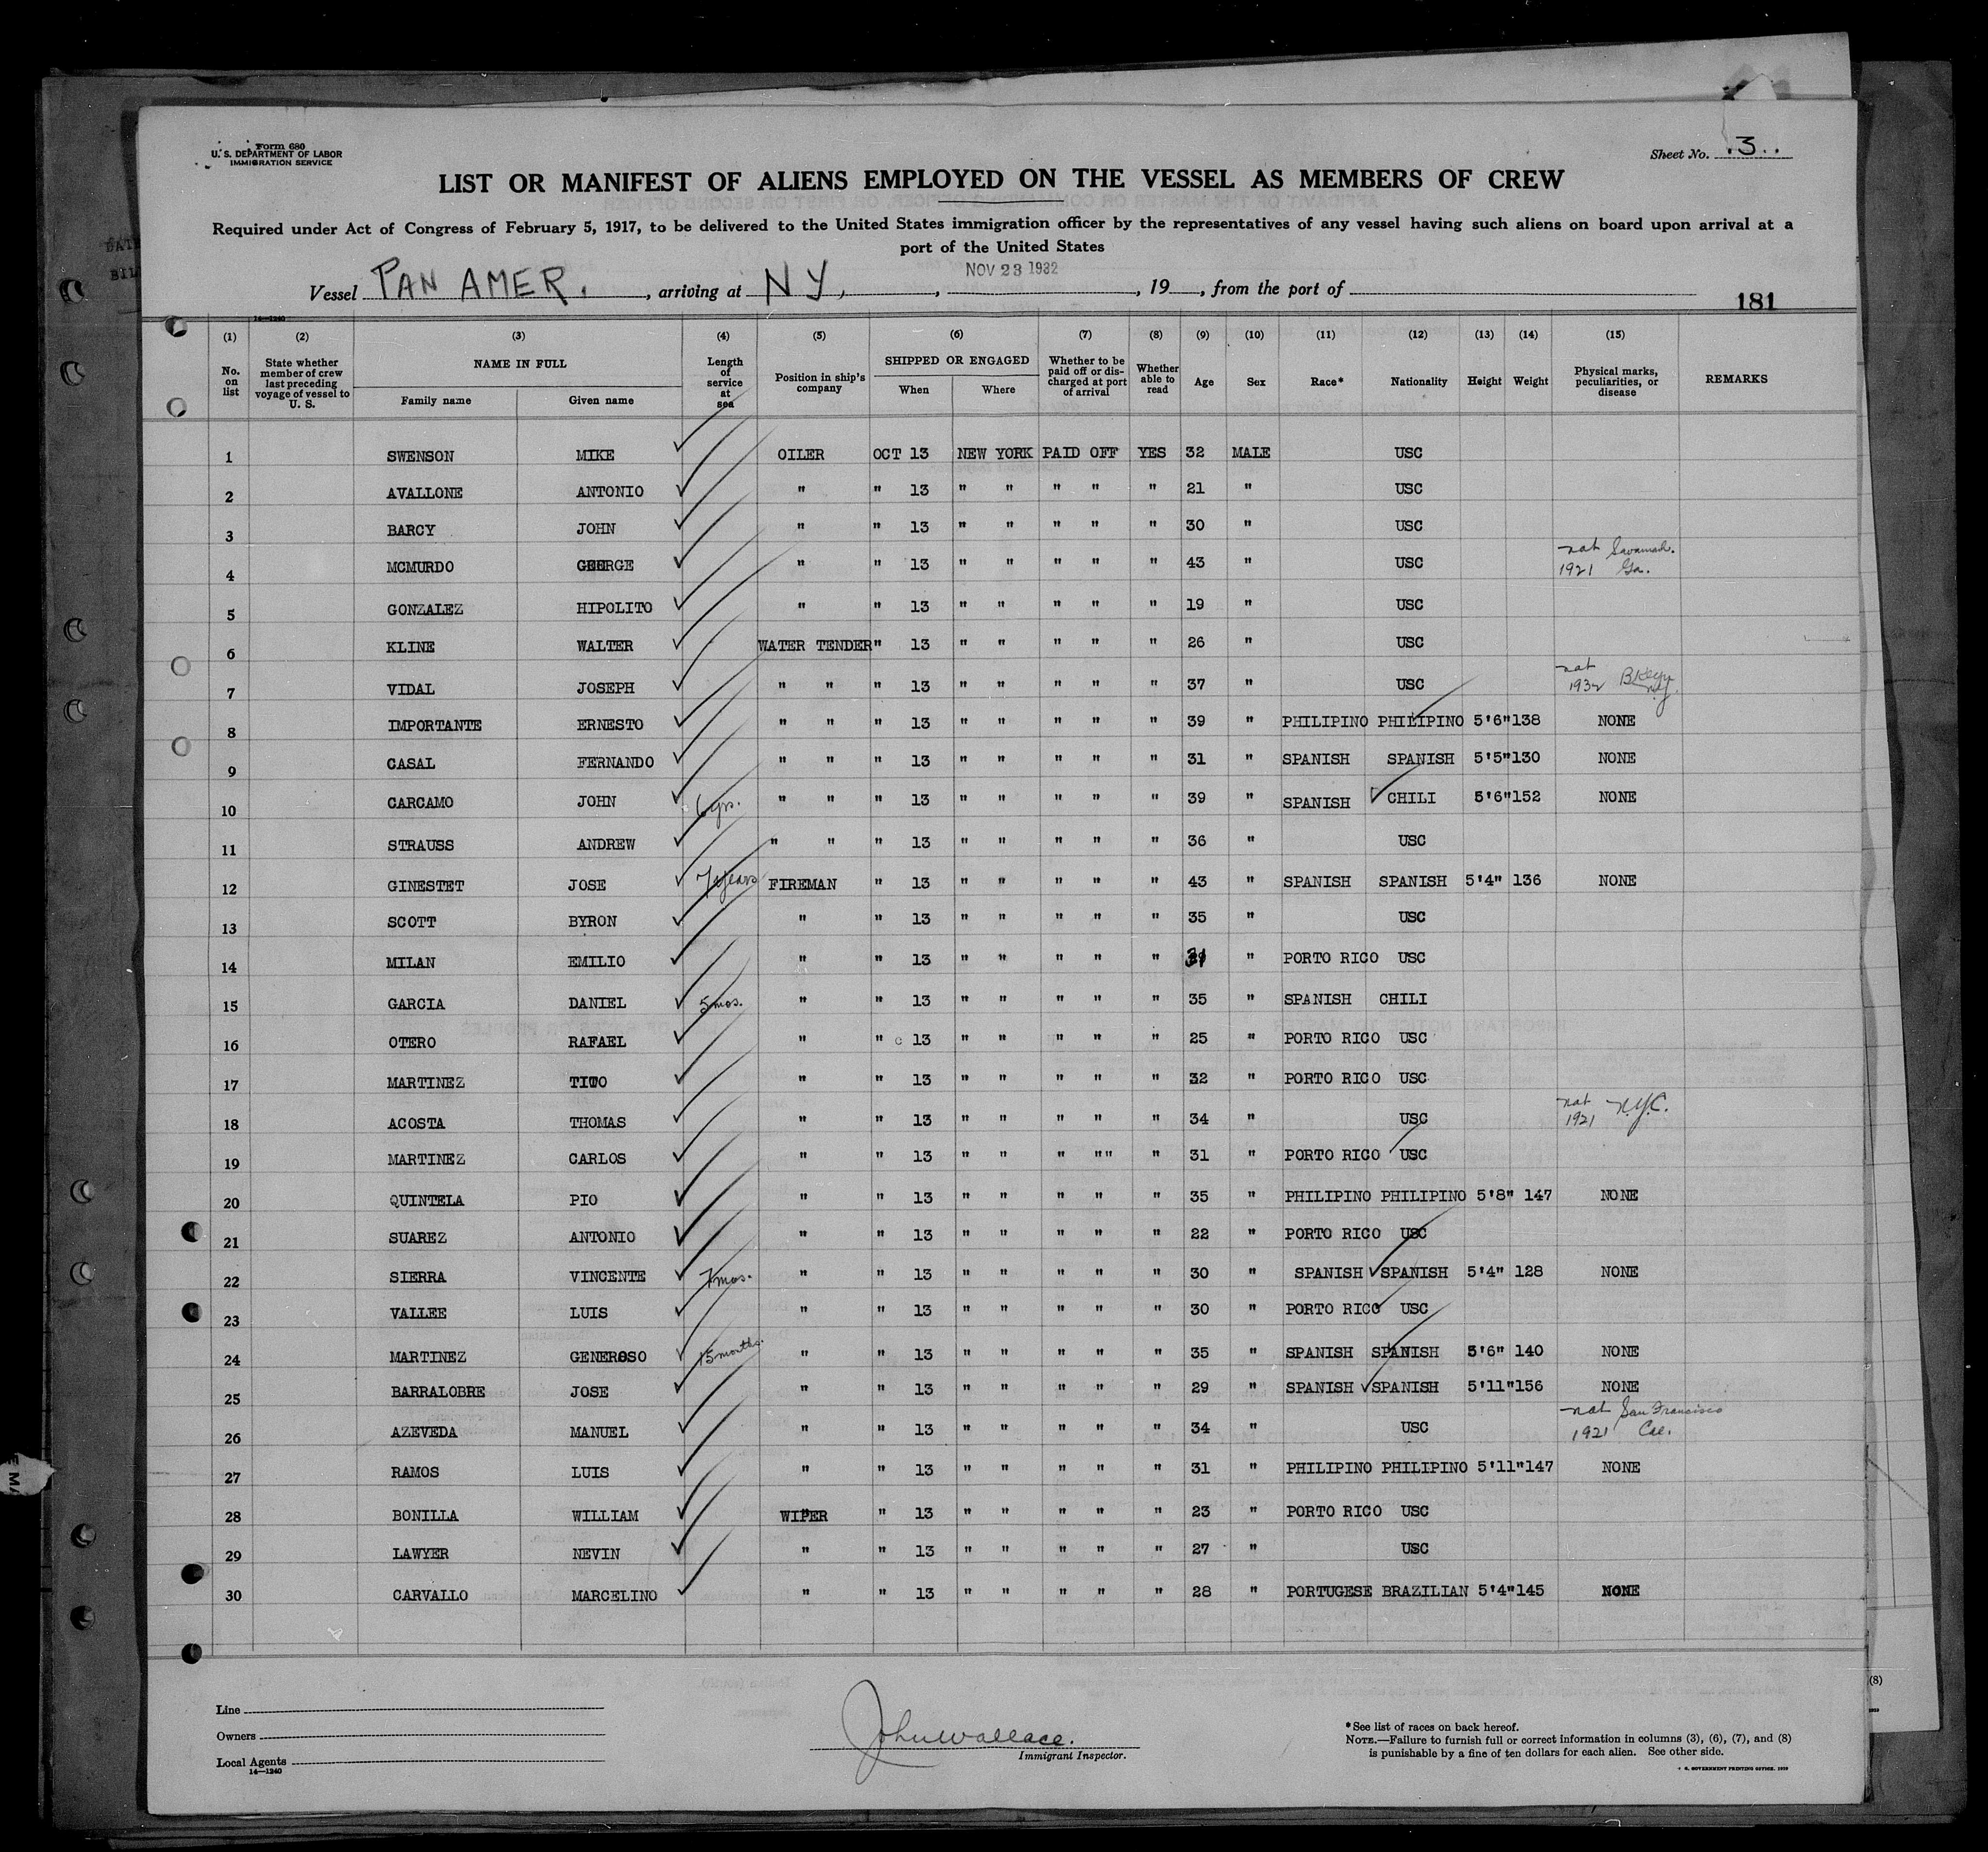 Form 680
U. S. DEPARTMENT OF LABOR
IMMIGRATION SERVICE
Sheet No. 3
LIST OR MANIFEST OF ALIENS EMPLOYED ON THE VESSEL AS MEMBERS OF CREW
Required under Act of Congress of February 5, 1917, to be delivered to the United States immigration officer by the representatives of any vessel having such aliens on board upon arrival at a
port of the United States
Vessel PAN AMER., arriving at NY, NOV 23 1932, 19, from the port of
181
14—1240
(1) (2) (3) (4) (5) (6) (7) (8) (9) (10) (11) (12) (13) (14) (15)
No. on list State whether member of crew last preceding voyage of vessel to U. S. NAME IN FULL Family name Given name Length of service at sea Position in ship's company SHIPPED OR ENGAGED When Where Whether to be paid off or discharged at port of arrival Whether able to read Age Sex Race* Nationality Height Weight Physical marks, peculiarities, or disease REMARKS
1 SWENSON MIKE OILER OCT 13 NEW YORK PAID OFF YES 32 MALE USC
2 AVALLONE ANTONIO " " 13 " " " " " 21 " USC
3 BARCY JOHN " " 13 " " " " " 30 " USC
4 MCMURDO GEORGE " " 13 " " " " " 43 " USC nat Savannah. 1921 Ga.
5 GONZALEZ HIPOLITO " " 13 " " " " " 19 " USC
6 KLINE WALTER WATER TENDER " 13 " " " " " 26 " USC
7 VIDAL JOSEPH " " " 13 " " " " " 37 " USC nat 1932 Bklyn NY.
8 IMPORTANTE ERNESTO " " " 13 " " " " " 39 " PHILIPINO PHILIPINO 5'6" 138 NONE
9 CASAL FERNANDO " " " 13 " " " " " 31 " SPANISH SPANISH 5'5" 130 NONE
10 CARCAMO JOHN 6 yrs. " " " 13 " " " " " 39 " SPANISH CHILI 5'6" 152 NONE
11 STRAUSS ANDREW " " " 13 " " " " " 36 " USC
12 GINESTET JOSE 7 years FIREMAN " 13 " " " " " 43 " SPANISH SPANISH 5'4" 136 NONE
13 SCOTT BYRON " " 13 " " " " " 35 " USC
14 MILAN EMILIO " " 13 " " " " " " PORTO RICO USC
15 GARCIA DANIEL 5 mos. " " 13 " " " " " 35 " SPANISH CHILI
16 OTERO RAFAEL " " c 13 " " " " " 25 " PORTO RICO USC
17 MARTINEZ TITO " " 13 " " " " " 32 " PORTO RICO USC
18 ACOSTA THOMAS " " 13 " " " " " 34 " USC nat 1921 N.Y.C.
19 MARTINEZ CARLOS " " 13 " " " "" " 31 " PORTO RICO USC
20 QUINTELA PIO " " 13 " " " " " 35 " PHILIPINO PHILIPINO 5'8" 147 NONE
21 SUAREZ ANTONIO " " 13 " " " " " 22 " PORTO RICO USC
22 SIERRA VINCENTE 7 mos. " " 13 " " " " " 30 " SPANISH SPANISH 5'4" 128 NONE
23 VALLEE LUIS " " 13 " " " " " 30 " PORTO RICO USC
24 MARTINEZ GENEROSO 15 months. " " 13 " " " " " 35 " SPANISH SPANISH 5'6" 140 NONE
25 BARRALOBRE JOSE " " 13 " " " " " 29 " SPANISH SPANISH 5'11" 156 NONE
26 AZEVEDA MANUEL " " 13 " " " " " 34 " USC nat San Francisco 1921 Cal.
27 RAMOS LUIS " " 13 " " " " " 31 " PHILIPINO PHILIPINO 5'11" 147 NONE
28 BONILLA WILLIAM WIPER " 13 " " " " " 23 " PORTO RICO USC
29 LAWYER NEVIN " " 13 " " " " " 27 " USC
30 CARVALLO MARCELINO " " 13 " " " " " 28 " PORTUGESE BRAZILIAN 5'4" 145 NONE
Line
Owners
Local Agents
14—1240
John Wallace.
Immigrant Inspector.
*See list of races on back hereof.
NOTE.—Failure to furnish full or correct information in columns (3), (6), (7), and (8)
is punishable by a fine of ten dollars for each alien. See other side.
(8)